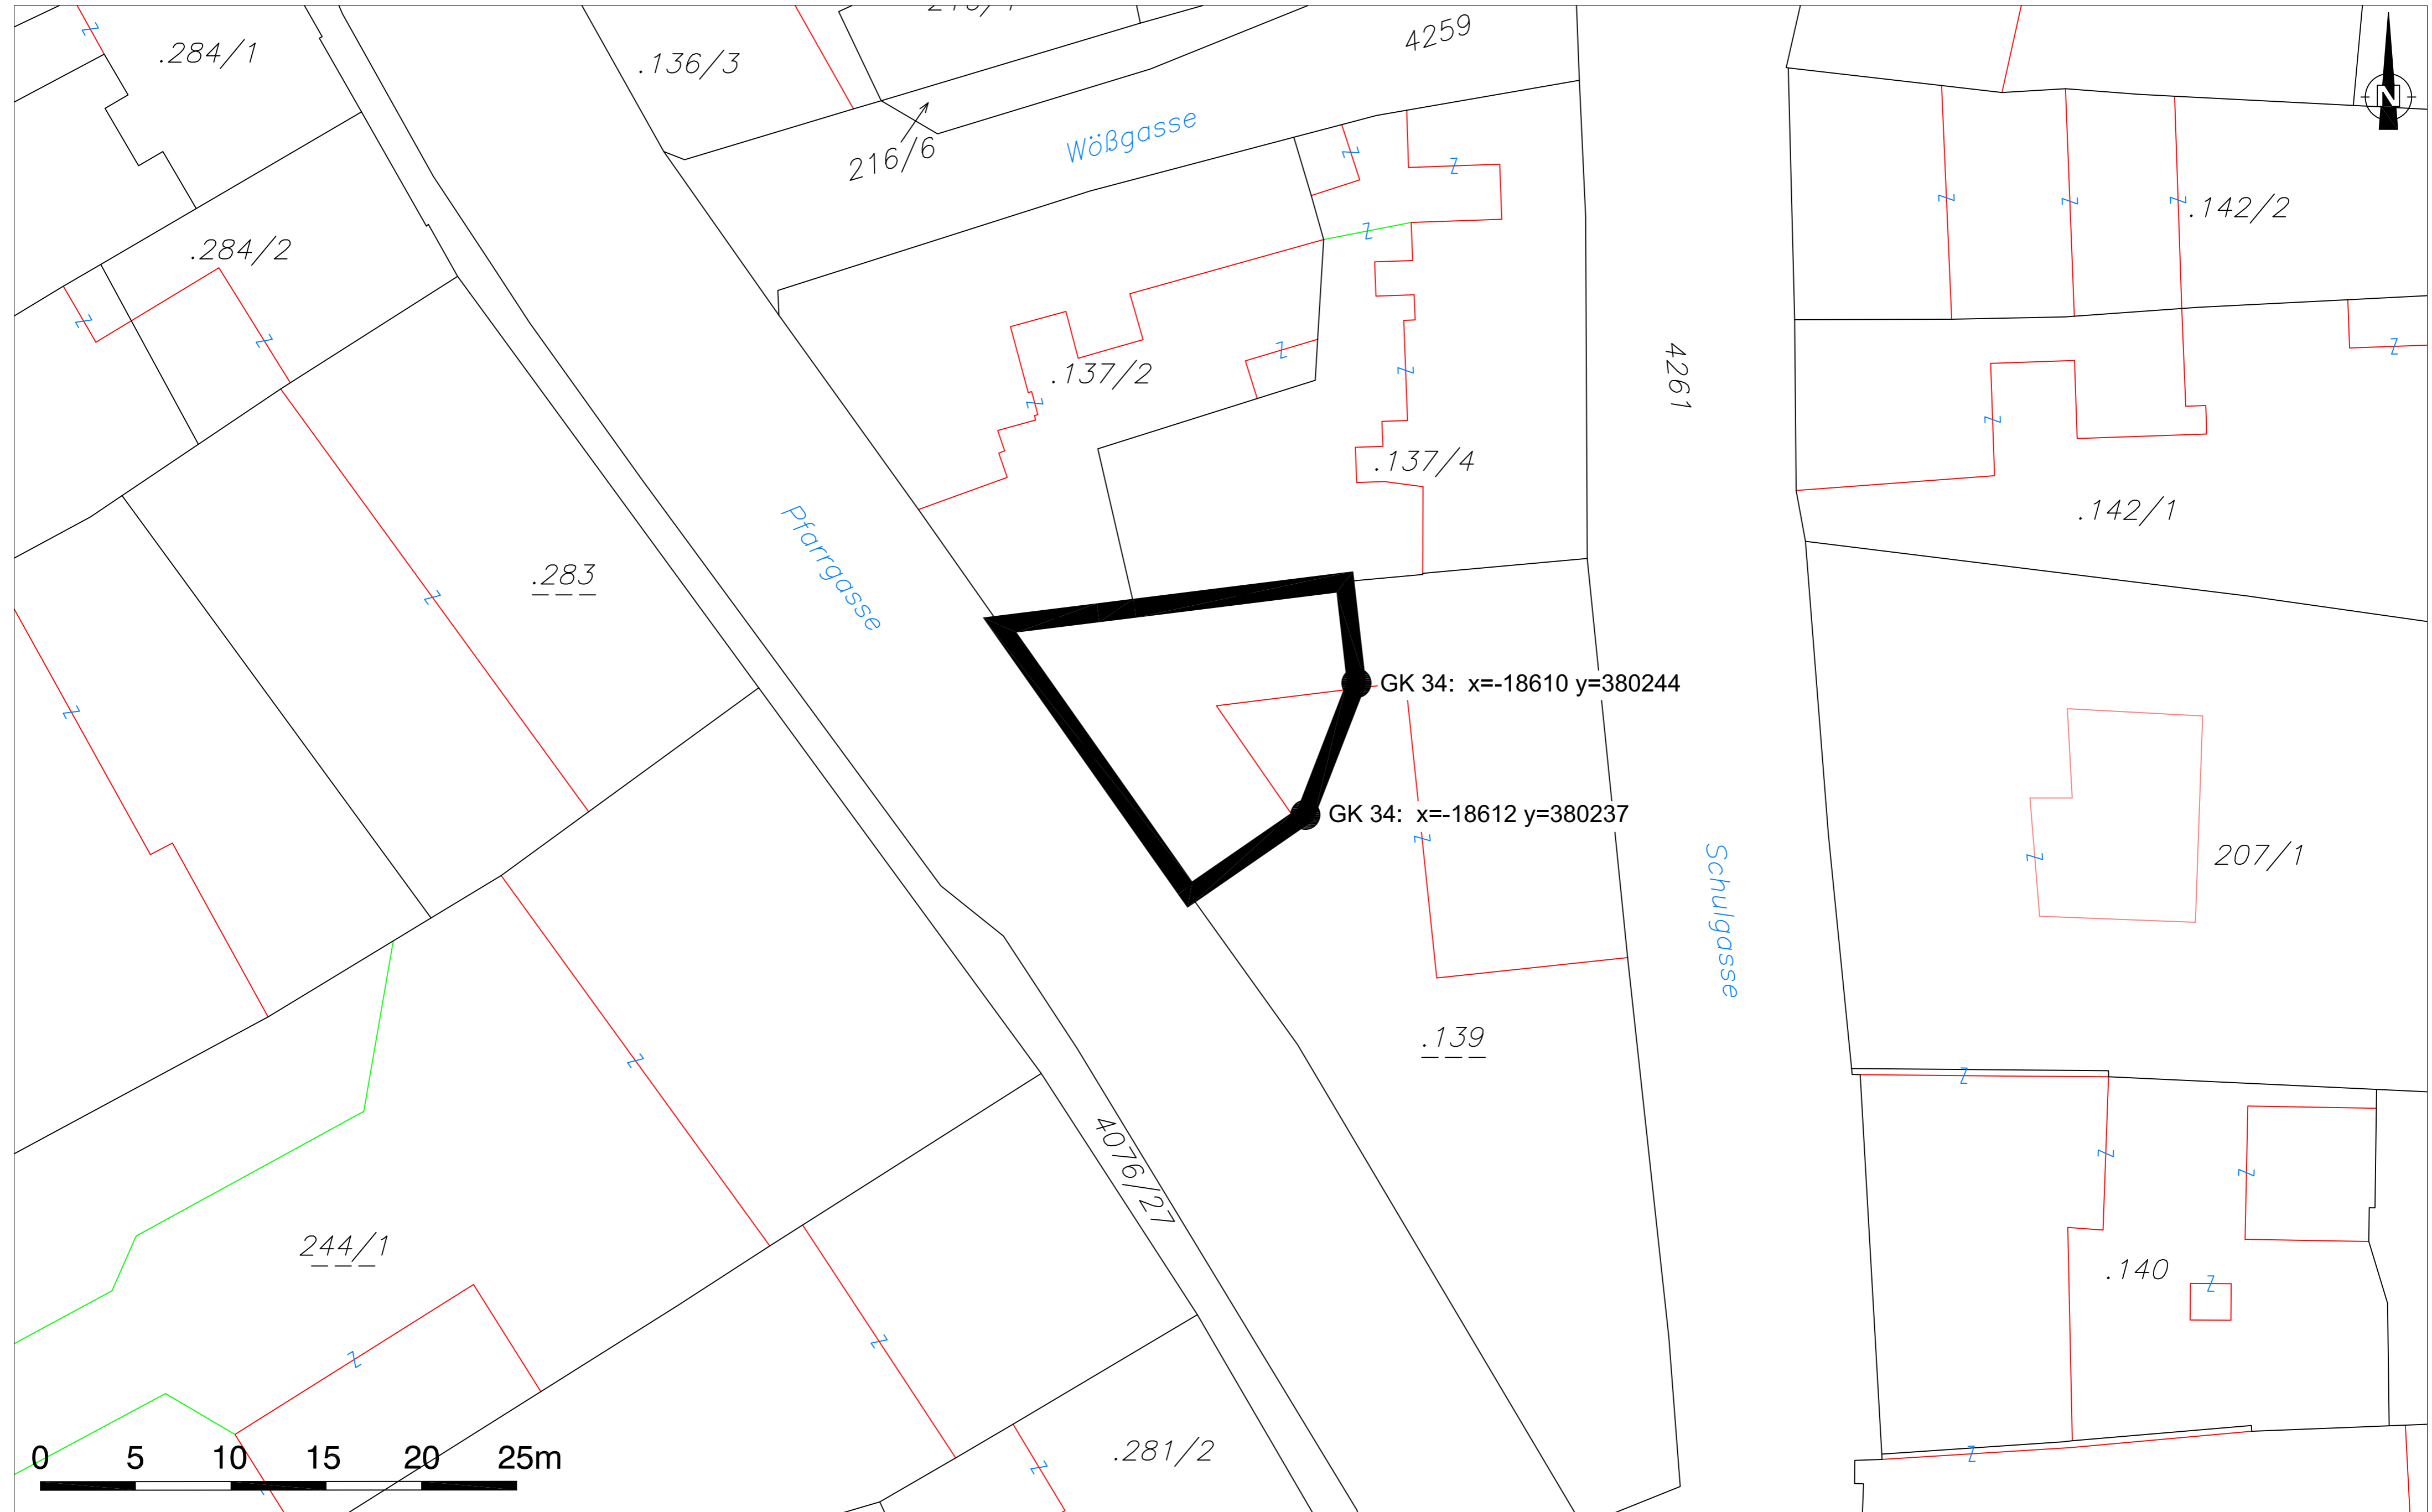 .284/1
.136/3
4259
N
216/6
Wößgasse
.142/2
.284/2
.137/2
4261
.137/4
.142/1
.283
Pfarrgasse
GK 34: x=-18610 y=380244
GK 34: x=-18612 y=380237
207/1
Schulgasse
.139
4076/27
244/1
.140
.281/2
0 5 10 15 20 25m